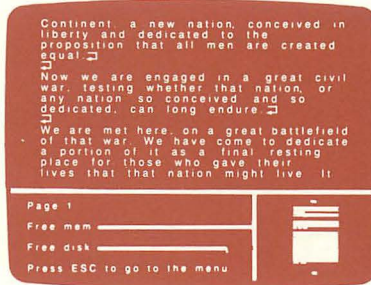 Continent, a new nation, conceived in
liberty and dedicated to the
proposition that all men are created
equal.
Now we are engaged in a great civil
war, testing whether that nation, or
any nation so conceived and so
dedicated, can long endure.
We are met here, on a great battlefield
of that war. We have come to dedicate
a portion of it as a final resting
place for those who gave their
lives that that nation might live It
Page 1
Free mem
Free disk
Press ESC to go to the menu